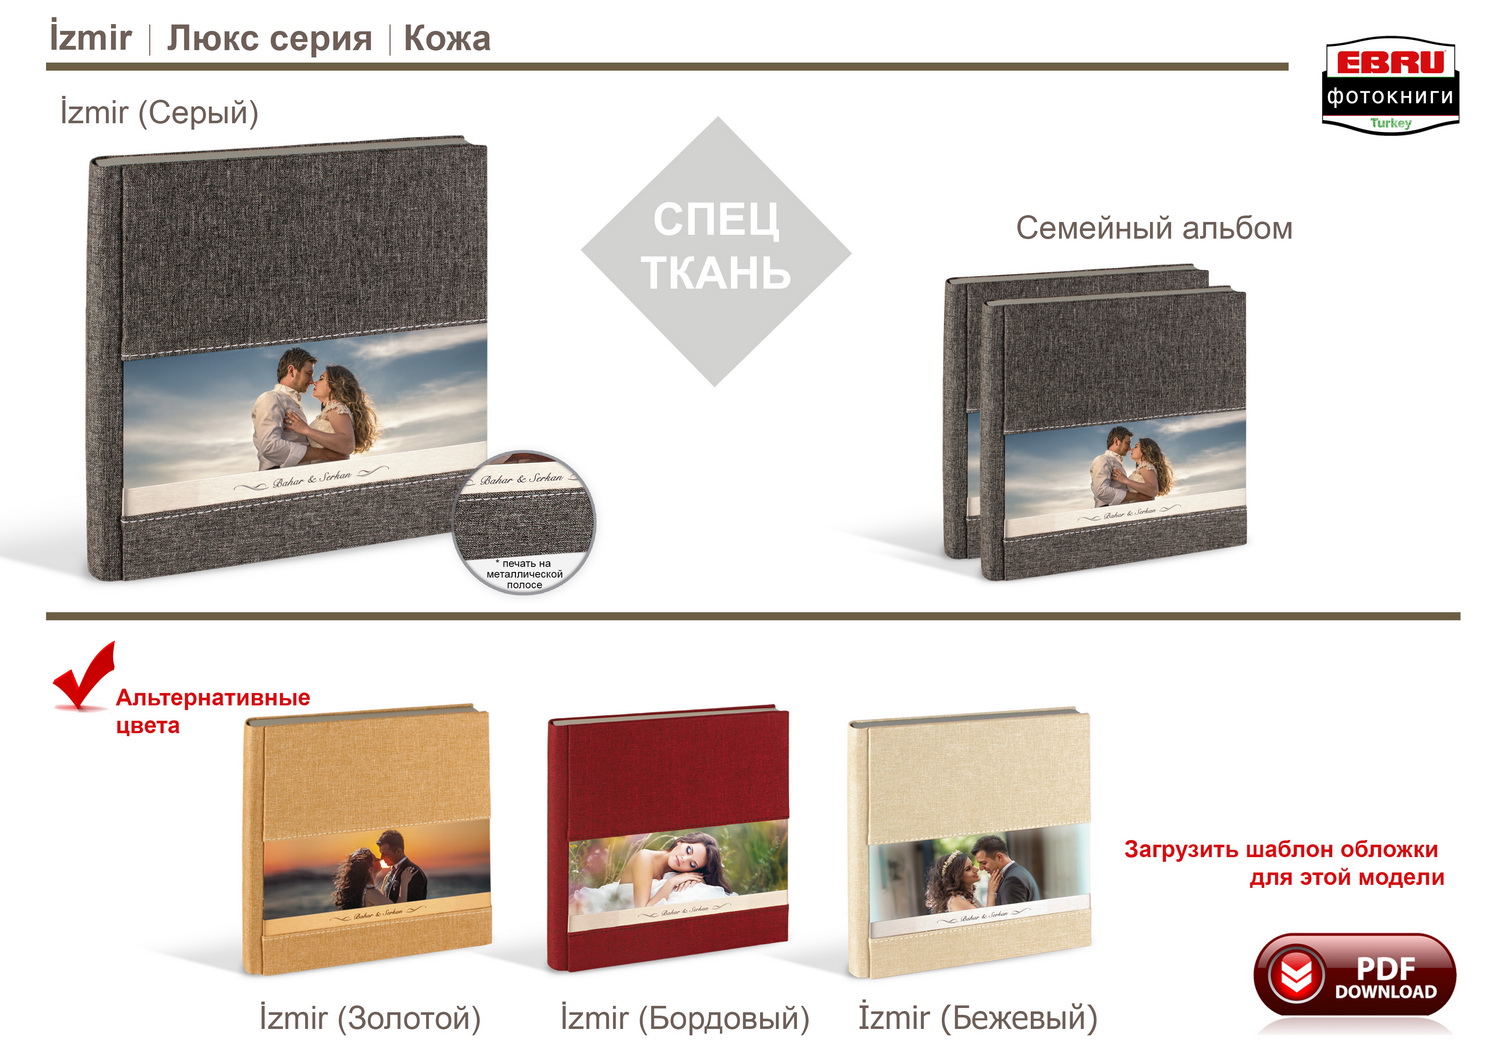 İzmir | Люкс серия | Кожа
EBRU
фотокниги
Turkey
İzmir (Серый)
СПЕЦ
ТКАНЬ
Семейный альбом
Bahar & Serkan
Bahar & Serkan
* печать на
металлической
полосе
Bahar & Serkan
Альтернативные
цвета
Bahar & Serkan
Bahar & Serkan
Bahar & Serkan
Загрузить шаблон обложки
для этой модели
PDF
DOWNLOAD
İzmir (Золотой)
İzmir (Бордовый)
İzmir (Бежевый)